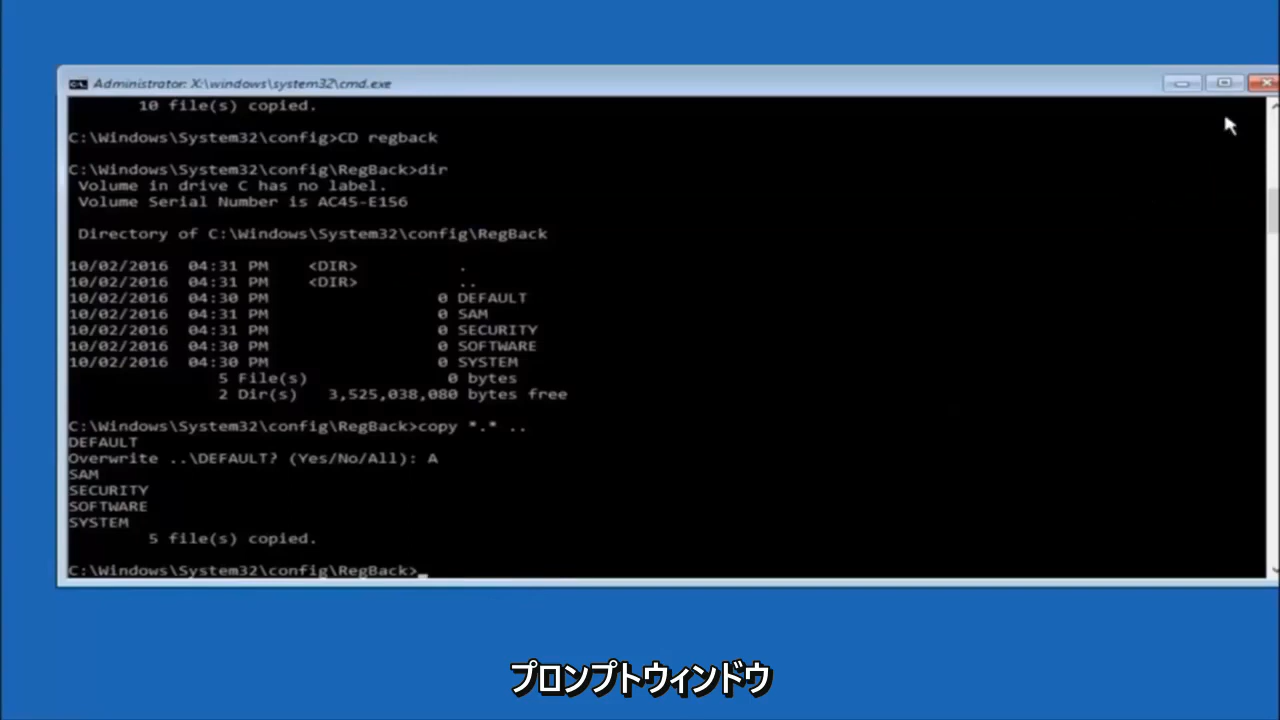 Administrator: X:\windows\system32\cmd.exe
10 file(s) copied.
C:\Windows\System32\config>CD regback
C:\Windows\System32\config\RegBack>dir
Volume in drive C has no label.
Volume Serial Number is AC45-E156
Directory of C:\Windows\System32\config\RegBack
10/02/2016 04:31 PM <DIR> .
10/02/2016 04:31 PM <DIR> ..
10/02/2016 04:30 PM 0 DEFAULT
10/02/2016 04:31 PM 0 SAM
10/02/2016 04:31 PM 0 SECURITY
10/02/2016 04:30 PM 0 SOFTWARE
10/02/2016 04:30 PM 0 SYSTEM
5 File(s) 0 bytes
2 Dir(s) 3,525,038,080 bytes free
C:\Windows\System32\config\RegBack>copy *.* ..
DEFAULT
Overwrite ..\DEFAULT? (Yes/No/All): A
SAM
SECURITY
SOFTWARE
SYSTEM
5 file(s) copied.
C:\Windows\System32\config\RegBack>_
プロンプトウィンドウ